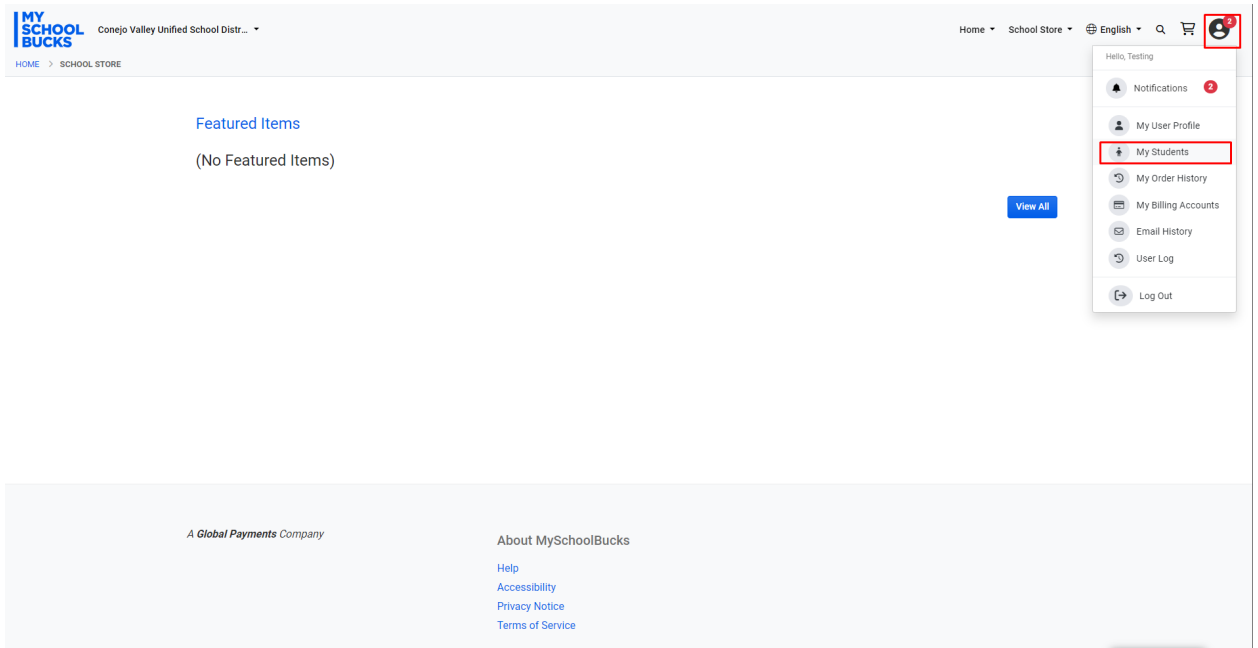 MY
SCHOOL
BUCKS
Conejo Valley Unified School Distr...
Home
School Store
English
2
HOME > SCHOOL STORE
Hello, Testing
Notifications 2
My User Profile
My Students
My Order History
My Billing Accounts
Email History
User Log
Log Out
Featured Items
(No Featured Items)
View All
A Global Payments Company
About MySchoolBucks
Help
Accessibility
Privacy Notice
Terms of Service